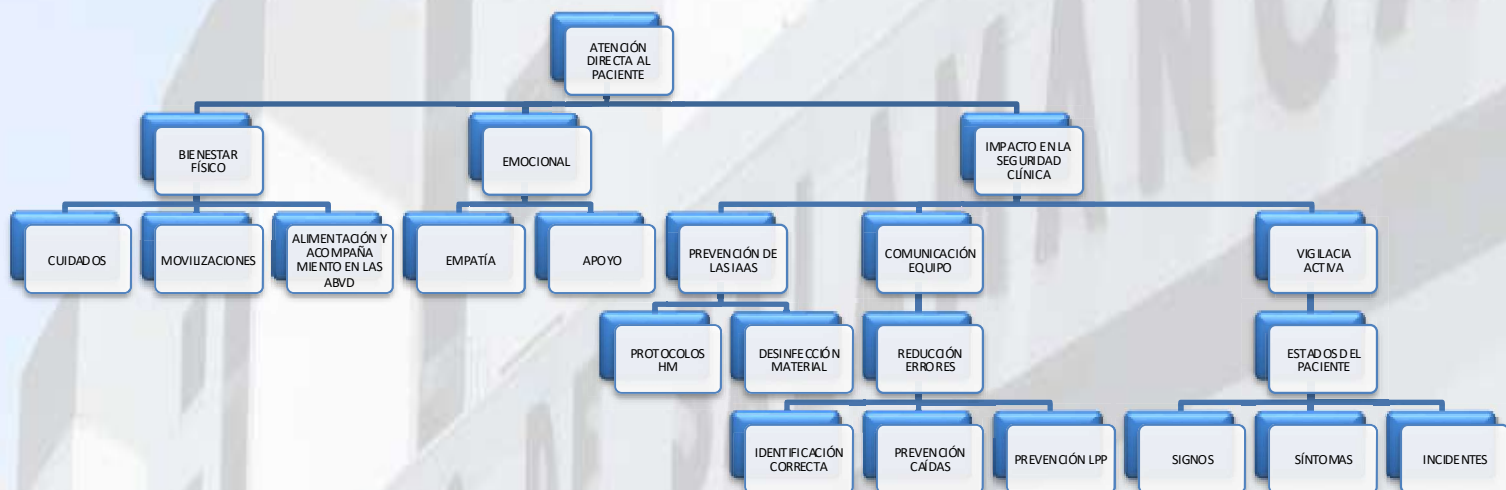 ATENCIÓN
DIRECTA AL
PACIENTE
BIENESTAR
FÍSICO
EMOCIONAL
IMPACTO EN LA
SEGURIDAD
CLÍNICA
CUIDADOS
MOVILIZACIONES
ALIMENTACIÓN Y
ACOMPAÑA
MIENTO EN LAS
ABVD
EMPATÍA
APOYO
PREVENCIÓN DE
LAS IAAS
COMUNICACIÓN
EQUIPO
VIGILACIA
ACTIVA
PROTOCOLOS
HM
DESINFECCIÓN
MATERIAL
REDUCCIÓN
ERRORES
ESTADOS DEL
PACIENTE
IDENTIFICACIÓN
CORRECTA
PREVENCIÓN
CAÍDAS
PREVENCIÓN LPP
SIGNOS
SÍNTOMAS
INCIDENTES